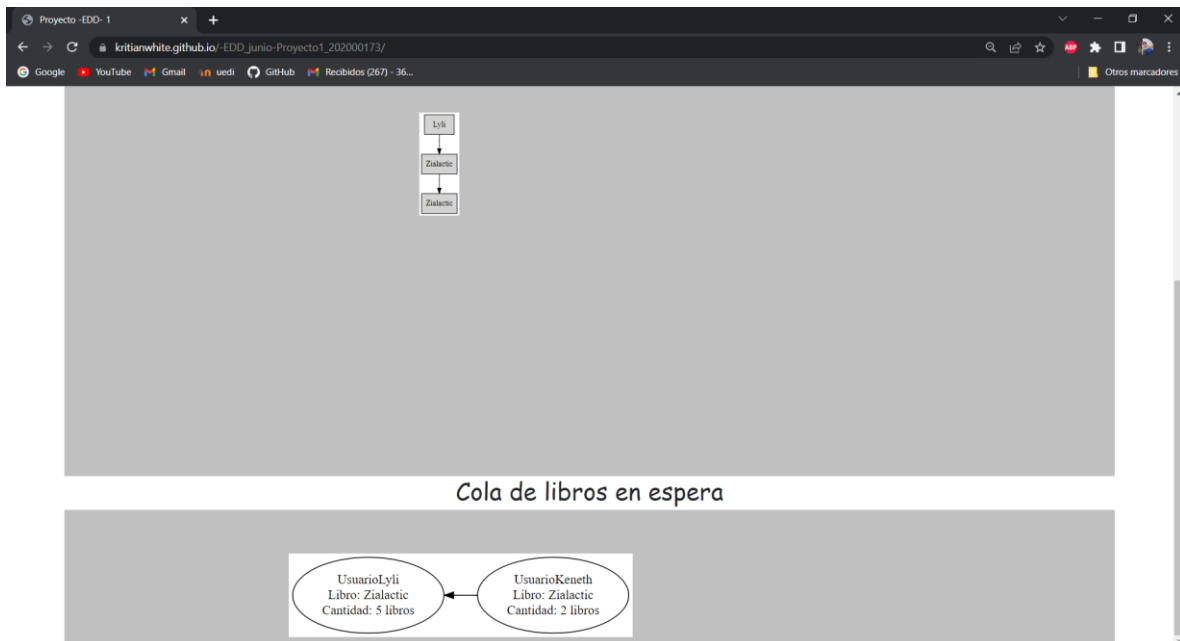 Proyecto -EDD- 1
kritianwhite.github.io/-EDD_junio-Proyecto1_202000173/
Google YouTube Gmail uedi GitHub Recibidos (267) - 36...
Otros marcadores
Lyli
Zialactic
Zialactic
Cola de libros en espera
UsuarioLyli
Libro: Zialactic
Cantidad: 5 libros
UsuarioKeneth
Libro: Zialactic
Cantidad: 2 libros